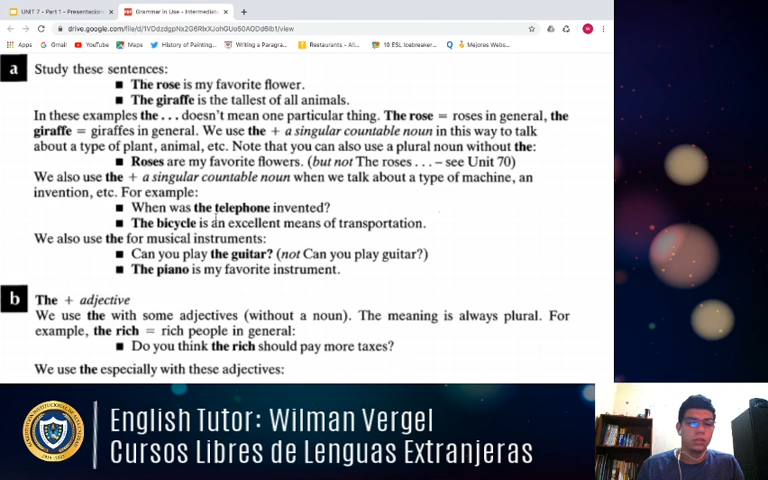 UNIT 7 - Part 1 - Presentacion
Grammar in Use - Intermediat
drive.google.com/file/d/1VDdzdgpNx2G6RlxXJohGUo50AODd6Ib1/view
Apps Gmail YouTube Maps History of Painting... Writing a Paragra... Restaurants - Ali... 10 ESL Icebreaker... Mejores Webs...
a Study these sentences:
■ The rose is my favorite flower.
■ The giraffe is the tallest of all animals.
In these examples the . . . doesn't mean one particular thing. The rose = roses in general, the
giraffe = giraffes in general. We use the + a singular countable noun in this way to talk
about a type of plant, animal, etc. Note that you can also use a plural noun without the:
■ Roses are my favorite flowers. (but not The roses . . . – see Unit 70)
We also use the + a singular countable noun when we talk about a type of machine, an
invention, etc. For example:
■ When was the telephone invented?
■ The bicycle is an excellent means of transportation.
We also use the for musical instruments:
■ Can you play the guitar? (not Can you play guitar?)
■ The piano is my favorite instrument.
b The + adjective
We use the with some adjectives (without a noun). The meaning is always plural. For
example, the rich = rich people in general:
■ Do you think the rich should pay more taxes?
We use the especially with these adjectives:
English Tutor: Wilman Vergel
Cursos Libres de Lenguas Extranjeras